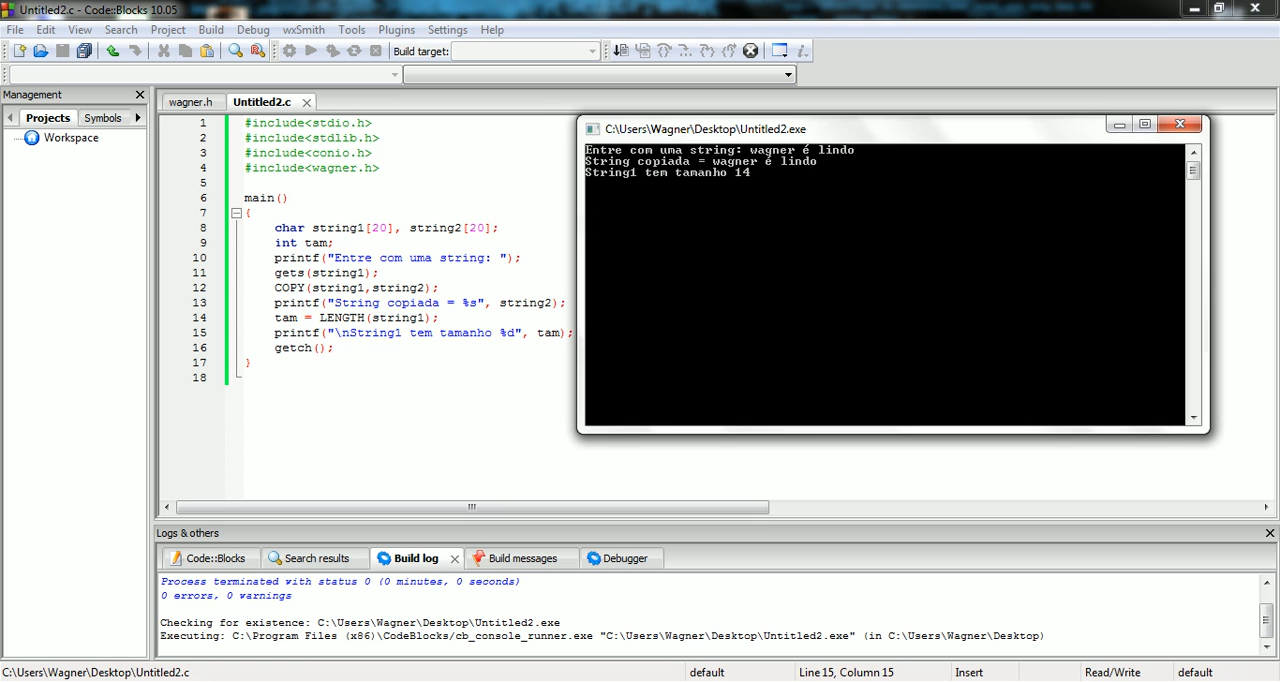 Untitled2.c - Code::Blocks 10.05
File Edit View Search Project Build Debug wxSmith Tools Plugins Settings Help
Build target:
Management
Projects Symbols
Workspace
wagner.h Untitled2.c
1 #include<stdio.h>
2 #include<stdlib.h>
3 #include<conio.h>
4 #include<wagner.h>
5
6 main()
7 {
8 char string1[20], string2[20];
9 int tam;
10 printf("Entre com uma string: ");
11 gets(string1);
12 COPY(string1,string2);
13 printf("String copiada = %s", string2);
14 tam = LENGTH(string1);
15 printf("\nString1 tem tamanho %d", tam);
16 getch();
17 }
18
C:\Users\Wagner\Desktop\Untitled2.exe
Entre com uma string: wagner é lindo
String copiada = wagner é lindo
String1 tem tamanho 14
Logs & others
Code::Blocks Search results Build log Build messages Debugger
Process terminated with status 0 (0 minutes, 0 seconds)
0 errors, 0 warnings
Checking for existence: C:\Users\Wagner\Desktop\Untitled2.exe
Executing: C:\Program Files (x86)\CodeBlocks/cb_console_runner.exe "C:\Users\Wagner\Desktop\Untitled2.exe" (in C:\Users\Wagner\Desktop)
C:\Users\Wagner\Desktop\Untitled2.c default Line 15, Column 15 Insert Read/Write default